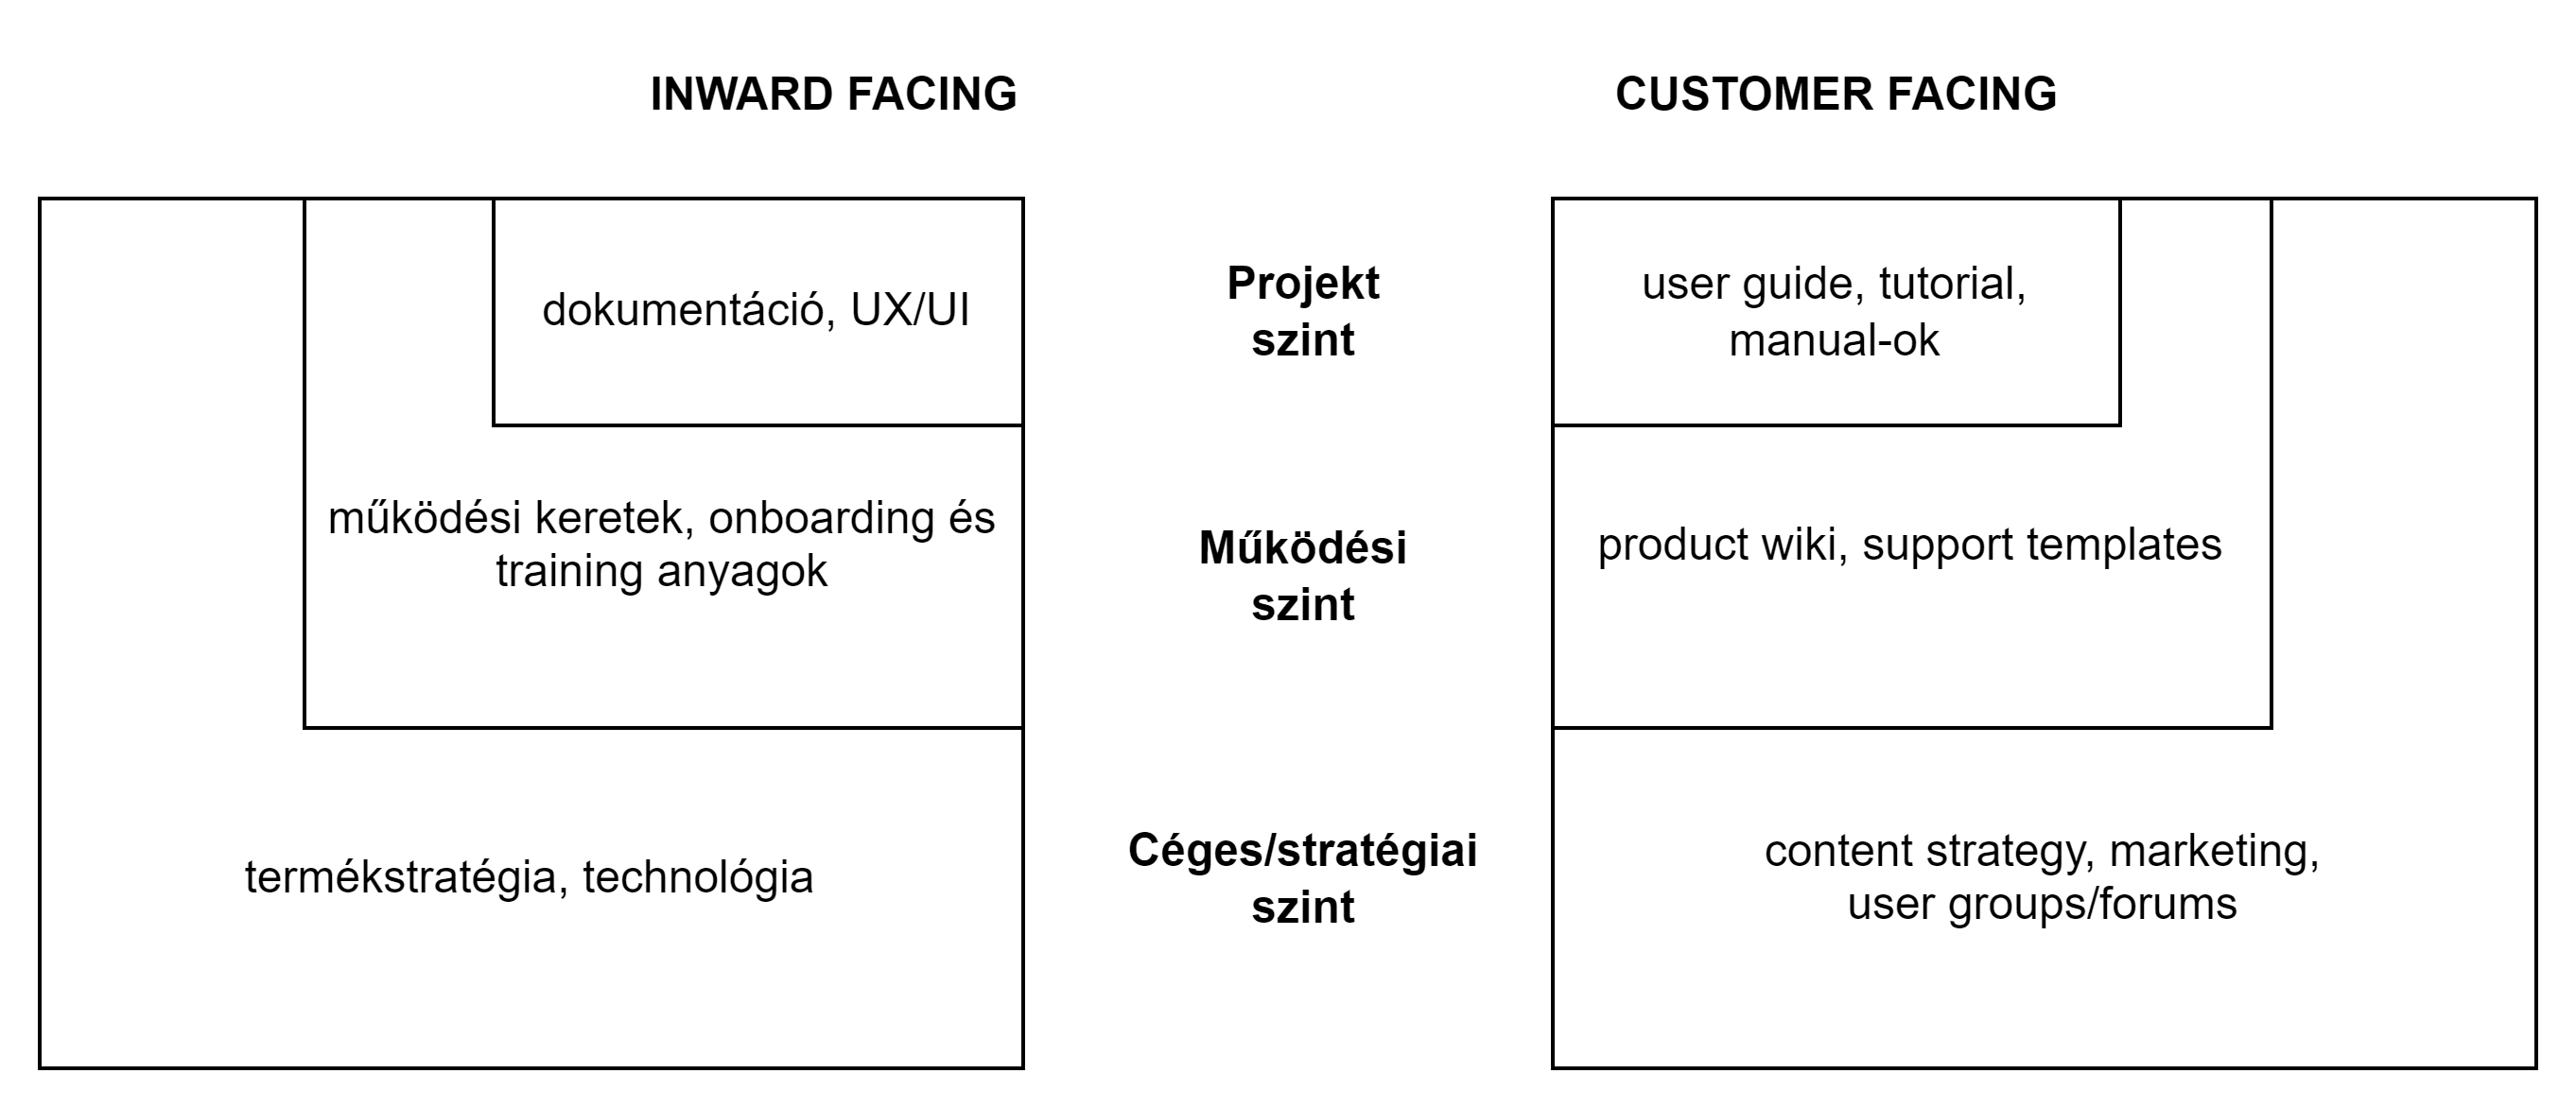 INWARD FACING
CUSTOMER FACING
dokumentáció, UX/UI
Projekt
szint
user guide, tutorial,
manual-ok
működési keretek, onboarding és
training anyagok
Működési
szint
product wiki, support templates
termékstratégia, technológia
Céges/stratégiai
szint
content strategy, marketing,
user groups/forums